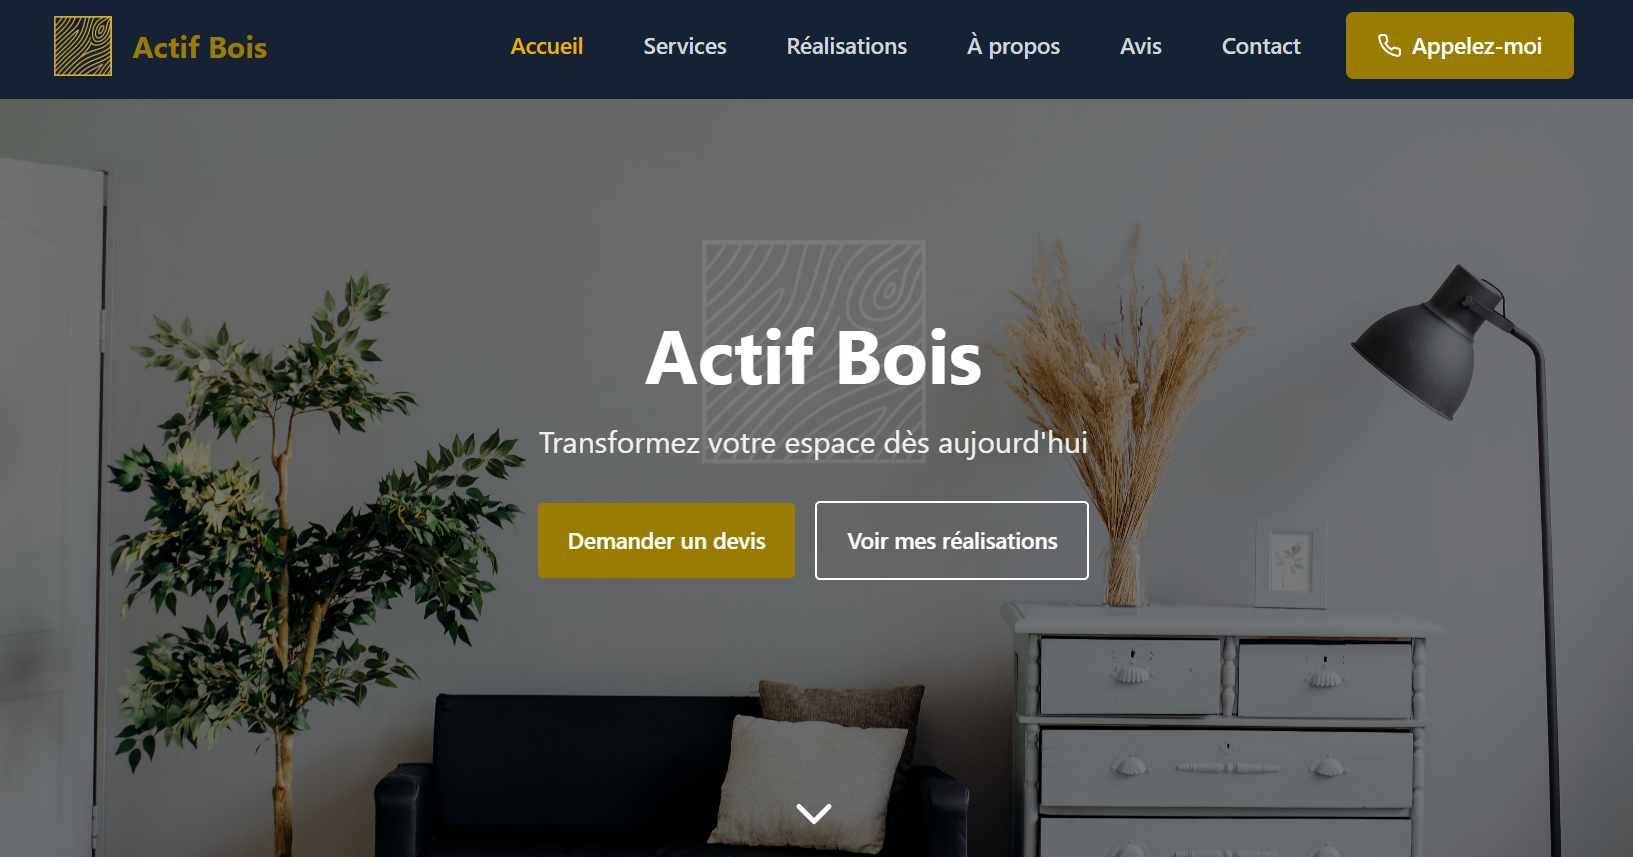 Actif Bois
Accueil
Services
Réalisations
À propos
Avis
Contact
Appelez-moi
Actif Bois
Transformez votre espace dès aujourd'hui
Demander un devis
Voir mes réalisations